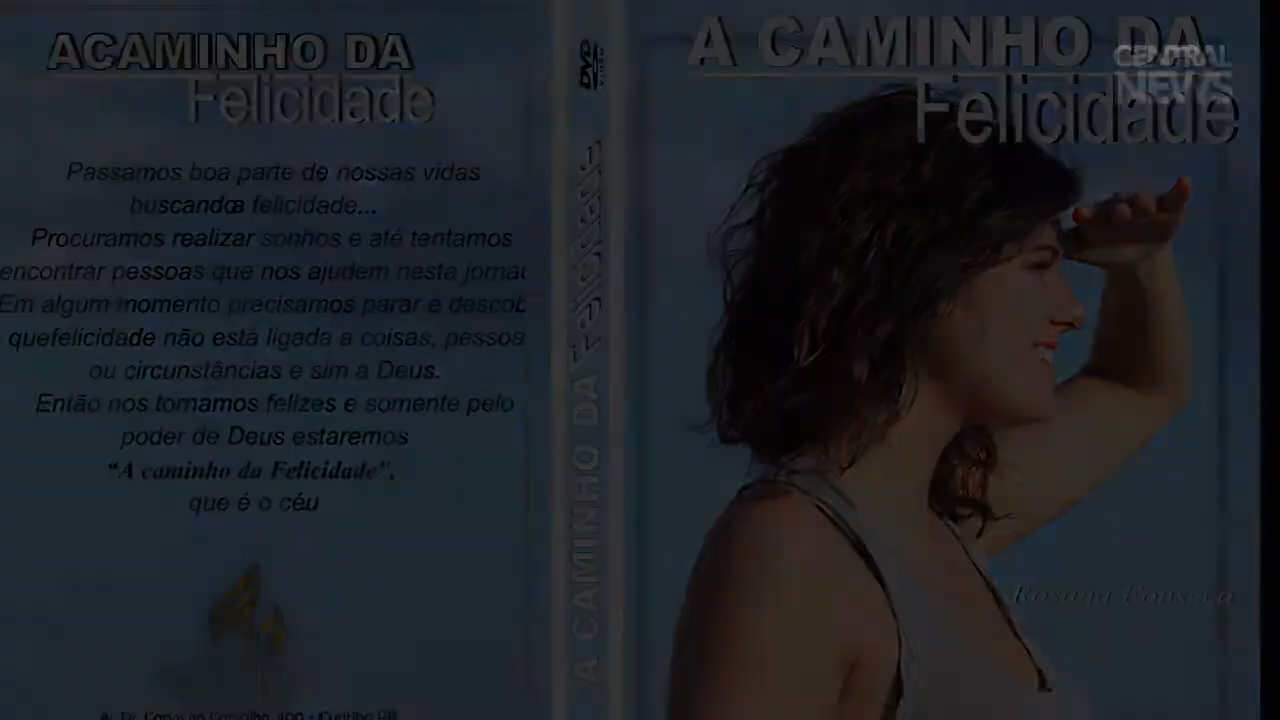 ACAMINHO DA
Felicidade
Passamos boa parte de nossas vidas
buscandoa felicidade...
Procuramos realizar sonhos e até tentamos
encontrar pessoas que nos ajudem nesta jornad
Em algum momento precisamos parar e descob
quefelicidade não está ligada a coisas, pessoa
ou circunstâncias e sim a Deus.
Então nos tornamos felizes e somente pelo
poder de Deus estaremos
“A caminho da Felicidade”,
que é o céu
Curitiba PR
DVD
VIDEO
A CAMINHO DA Felicidade
A CAMINHO DA
Felicidade
CENTRAL
NEWS
Rosana Fonseca